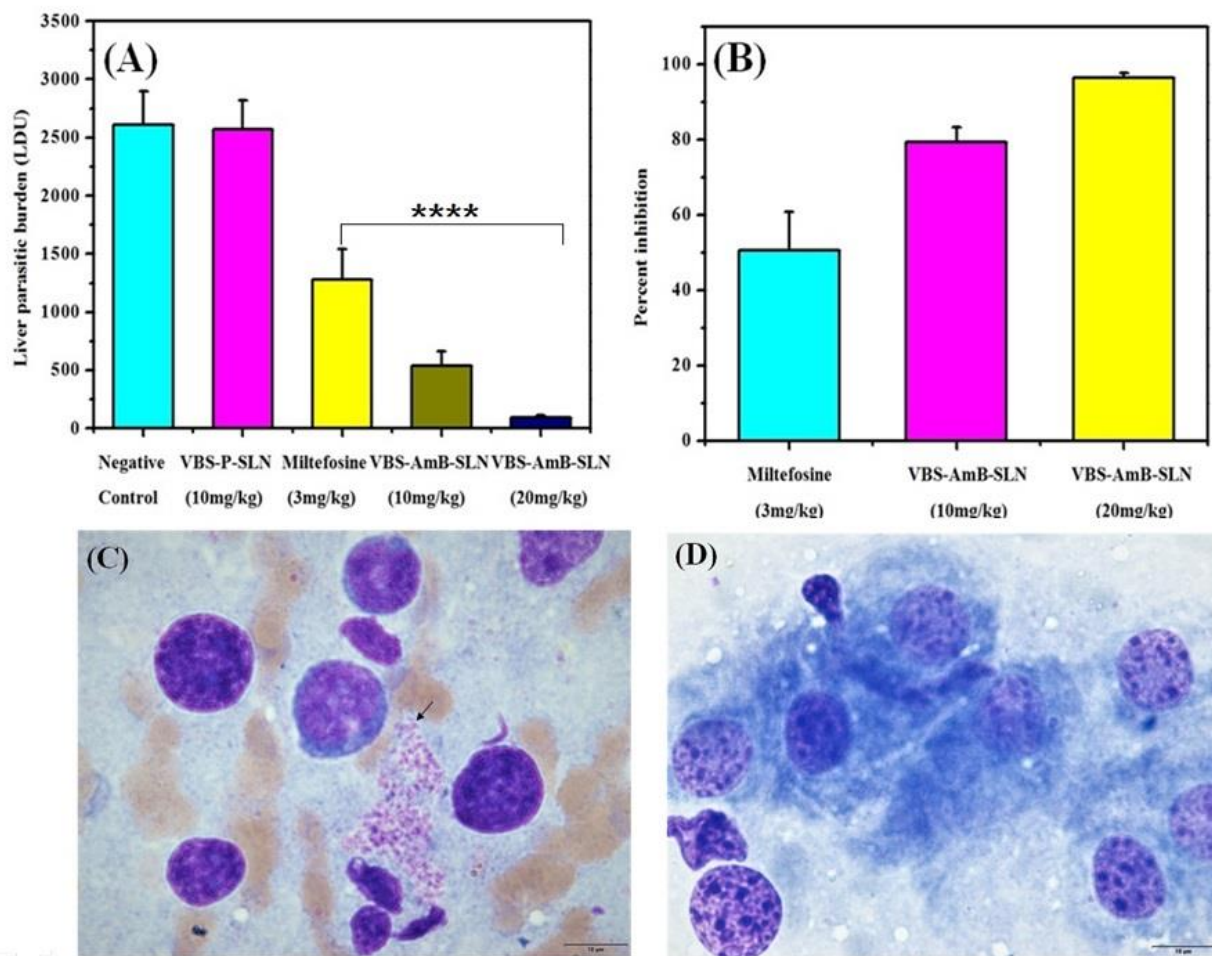 (A)
Liver parasitic burden (LDU)
3500
3000
2500
2000
1500
1000
500
0
****
Negative Control
VBS-P-SLN (10mg/kg)
Miltefosine (3mg/kg)
VBS-AmB-SLN (10mg/kg)
VBS-AmB-SLN (20mg/kg)
(B)
Percent inhibition
100
80
60
40
20
0
Miltefosine (3mg/kg)
VBS-AmB-SLN (10mg/kg)
VBS-AmB-SLN (20mg/kg)
(C)
(D)